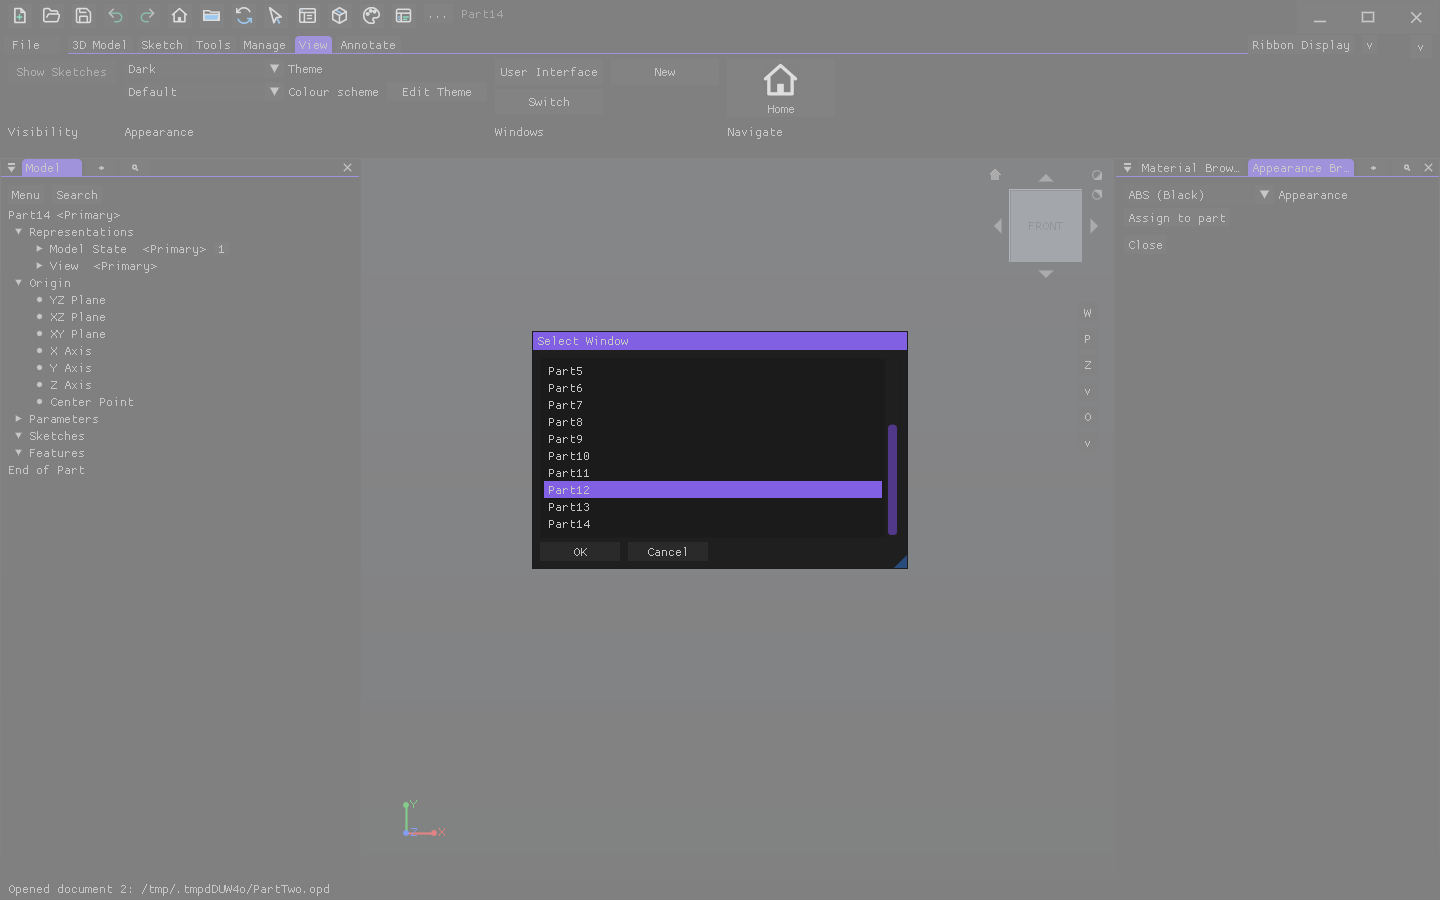 ... Part14
File 3D Model Sketch Tools Manage View Annotate Ribbon Display v v
Show Sketches Dark Theme User Interface New
Default Colour scheme Edit Theme Switch Home
Visibility Appearance Windows Navigate
Model Material Brow… Appearance Br…
Menu Search ABS (Black) Appearance
Part14 <Primary> Assign to part
Representations FRONT
Model State <Primary> 1 Close
View <Primary>
Origin
YZ Plane
XZ Plane W
XY Plane P
X Axis Z
Y Axis v
Z Axis O
Center Point v
Parameters
Sketches
Features
End of Part
Select Window
Part5
Part6
Part7
Part8
Part9
Part10
Part11
Part12
Part13
Part14
OK Cancel
Y
Z X
Opened document 2: /tmp/.tmpdDUW4o/PartTwo.opd